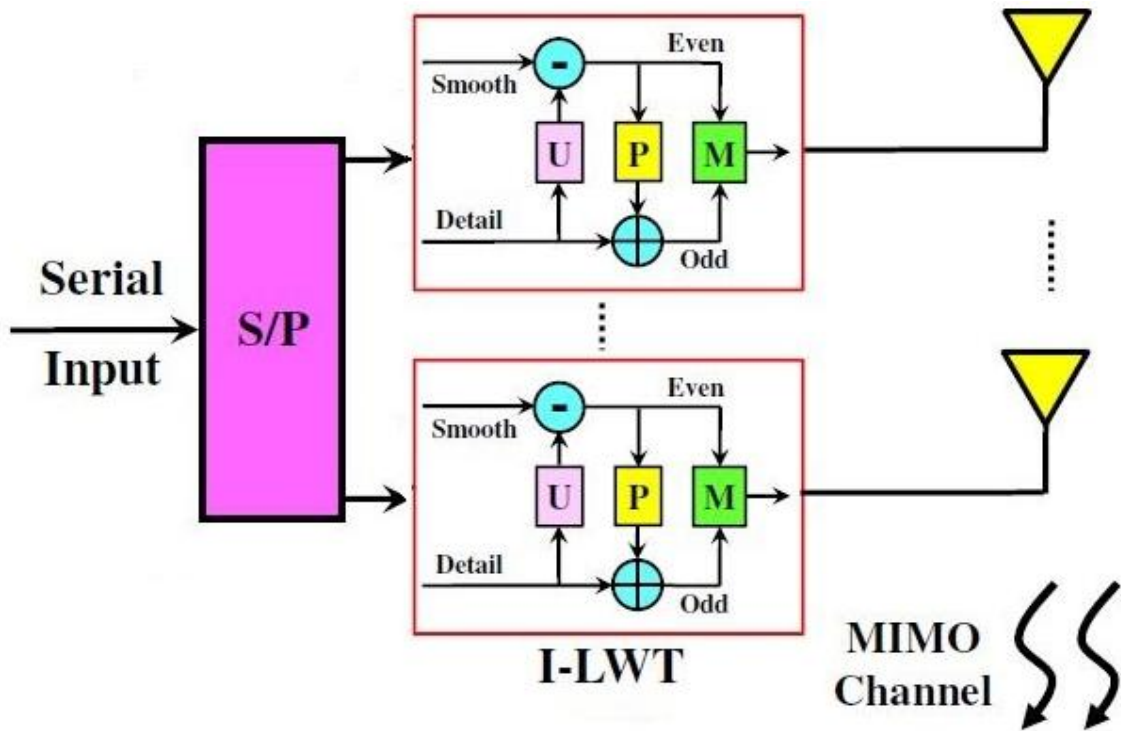 Serial
Input
S/P
Smooth
-
Even
U
P
M
Detail
Odd
Smooth
-
Even
U
P
M
Detail
Odd
I-LWT
MIMO
Channel